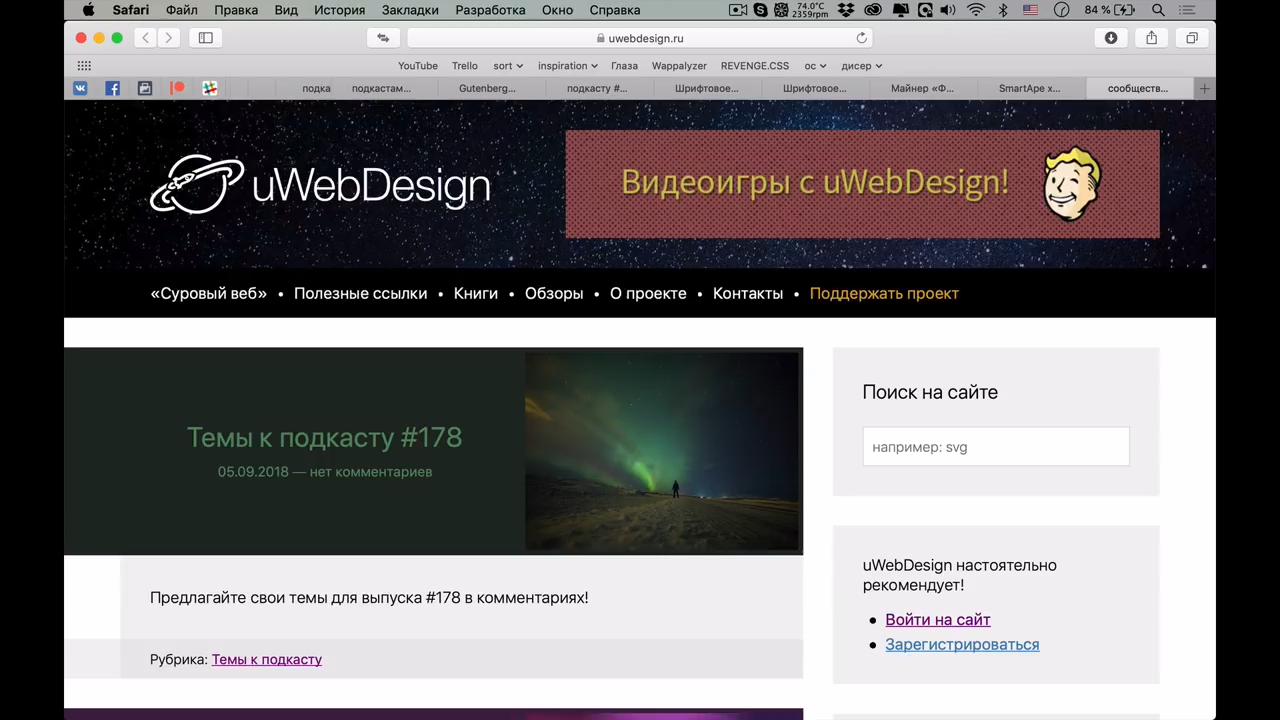 Safari Файл Правка Вид История Закладки Разработка Окно Справка 74.0°C 2359rpm 84 %
uwebdesign.ru
YouTube Trello sort inspiration Глаза Wappalyzer REVENGE.CSS ос дисер
подка подкастам... Gutenberg... подкасту #... Шрифтовое... Шрифтовое... Майнер «Ф... SmartApe х... сообществ...
uWebDesign
Видеоигры с uWebDesign!
«Суровый веб» • Полезные ссылки • Книги • Обзоры • О проекте • Контакты • Поддержать проект
Темы к подкасту #178
05.09.2018 — нет комментариев
Предлагайте свои темы для выпуска #178 в комментариях!
Рубрика: Темы к подкасту
Поиск на сайте
например: svg
uWebDesign настоятельно
рекомендует!
Войти на сайт
Зарегистрироваться